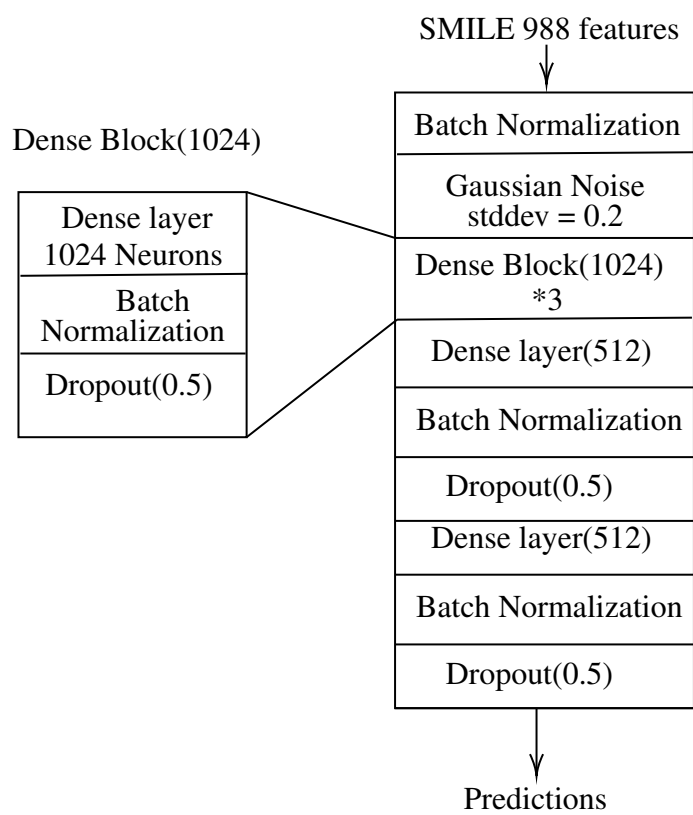 SMILE 988 features
Batch Normalization
Gaussian Noise
stddev = 0.2
Dense Block(1024)
*3
Dense layer(512)
Batch Normalization
Dropout(0.5)
Dense layer(512)
Batch Normalization
Dropout(0.5)
Predictions
Dense Block(1024)
Dense layer
1024 Neurons
Batch
Normalization
Dropout(0.5)